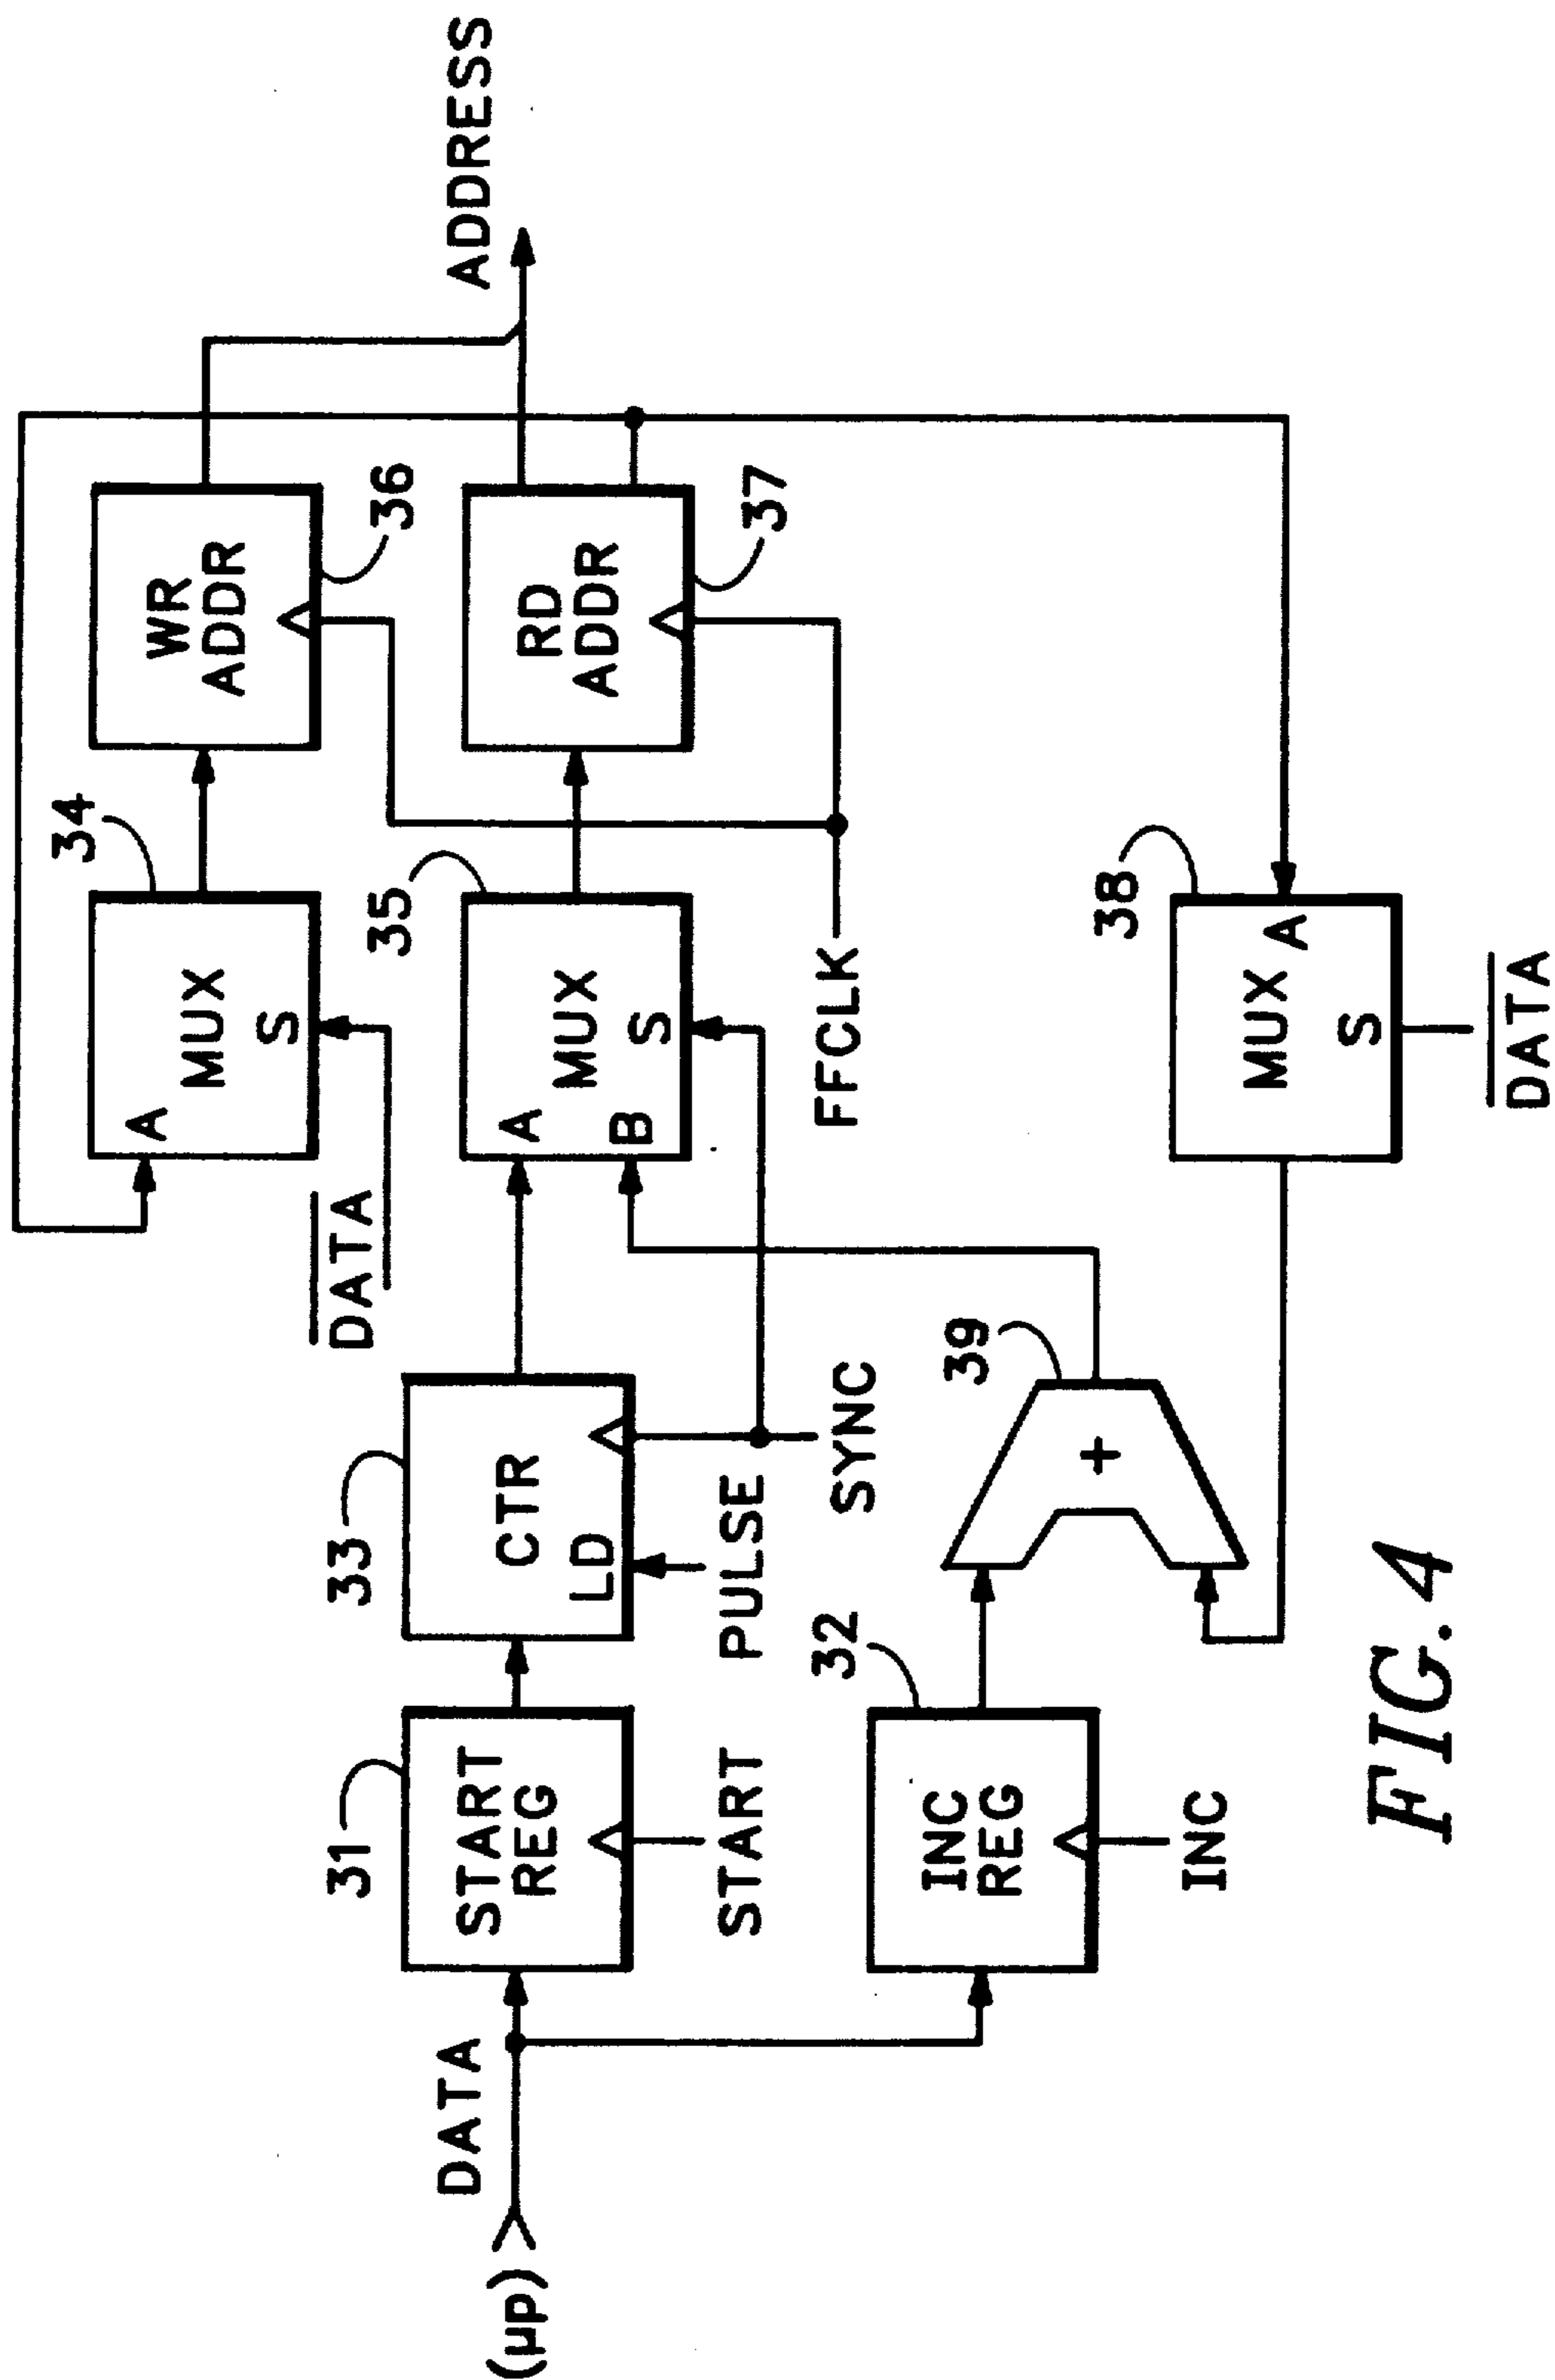 ADDRESS
34
A
MUX
S
DATA
WR
ADDR
36
35
A
MUX
B
S
RD
ADDR
37
FFCLK
(µp)
DATA
31
START
REG
START
33
CTR
LD
PULSE
SYNC
32
INC
REG
INC
39
+
38
MUX
A
S
DATA
FIG. 4